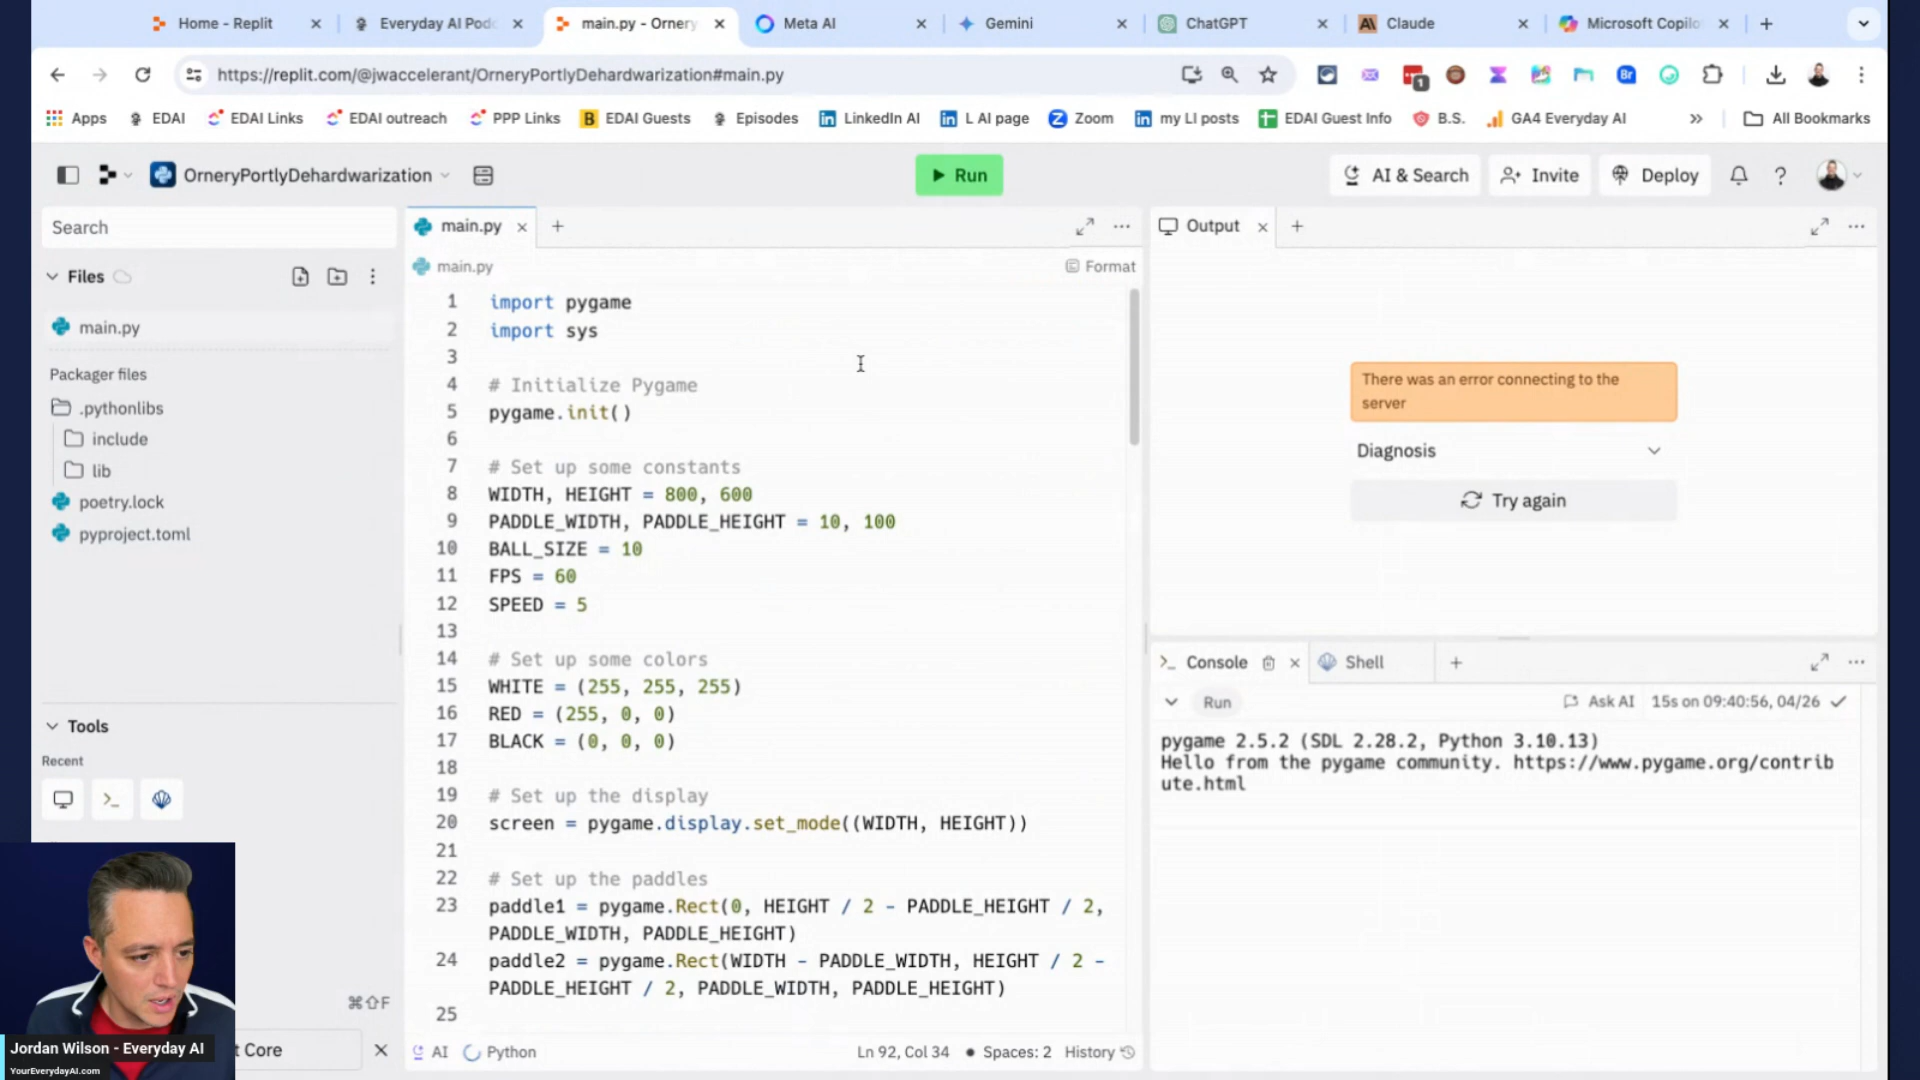 Home - Replit
Everyday AI Podc
main.py - Ornery
Meta AI
Gemini
ChatGPT
Claude
Microsoft Copilo
https://replit.com/@jwaccelerant/OrneryPortlyDehardwarization#main.py
Apps
EDAI
EDAI Links
EDAI outreach
PPP Links
EDAI Guests
Episodes
LinkedIn AI
L AI page
Zoom
my LI posts
EDAI Guest Info
B.S.
GA4 Everyday AI
»
All Bookmarks
OrneryPortlyDehardwarization
Run
AI & Search
Invite
Deploy
Search
Files
main.py
Packager files
.pythonlibs
include
lib
poetry.lock
pyproject.toml
Tools
Recent
⌘⇧F
t Core
main.py
main.py
Format
1 import pygame
2 import sys
3
4 # Initialize Pygame
5 pygame.init()
6
7 # Set up some constants
8 WIDTH, HEIGHT = 800, 600
9 PADDLE_WIDTH, PADDLE_HEIGHT = 10, 100
10 BALL_SIZE = 10
11 FPS = 60
12 SPEED = 5
13
14 # Set up some colors
15 WHITE = (255, 255, 255)
16 RED = (255, 0, 0)
17 BLACK = (0, 0, 0)
18
19 # Set up the display
20 screen = pygame.display.set_mode((WIDTH, HEIGHT))
21
22 # Set up the paddles
23 paddle1 = pygame.Rect(0, HEIGHT / 2 - PADDLE_HEIGHT / 2,
PADDLE_WIDTH, PADDLE_HEIGHT)
24 paddle2 = pygame.Rect(WIDTH - PADDLE_WIDTH, HEIGHT / 2 -
PADDLE_HEIGHT / 2, PADDLE_WIDTH, PADDLE_HEIGHT)
25
AI
Python
Ln 92, Col 34
Spaces: 2
History
Output
There was an error connecting to the
server
Diagnosis
Try again
Console
Shell
Run
Ask AI
15s on 09:40:56, 04/26
pygame 2.5.2 (SDL 2.28.2, Python 3.10.13)
Hello from the pygame community. https://www.pygame.org/contrib
ute.html
Jordan Wilson - Everyday AI
YourEverydayAI.com